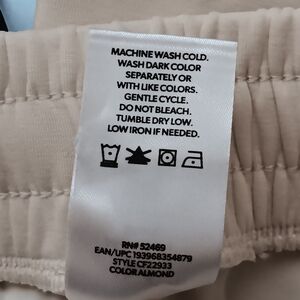 MACHINE WASH COLD.
WASH DARK COLOR
SEPARATELY OR
WITH LIKE COLORS.
GENTLE CYCLE.
DO NOT BLEACH.
TUMBLE DRY LOW.
LOW IRON IF NEEDED.
RN# 52469
EAN/UPC 193968354879
STYLE CF22933
COLOR ALMOND